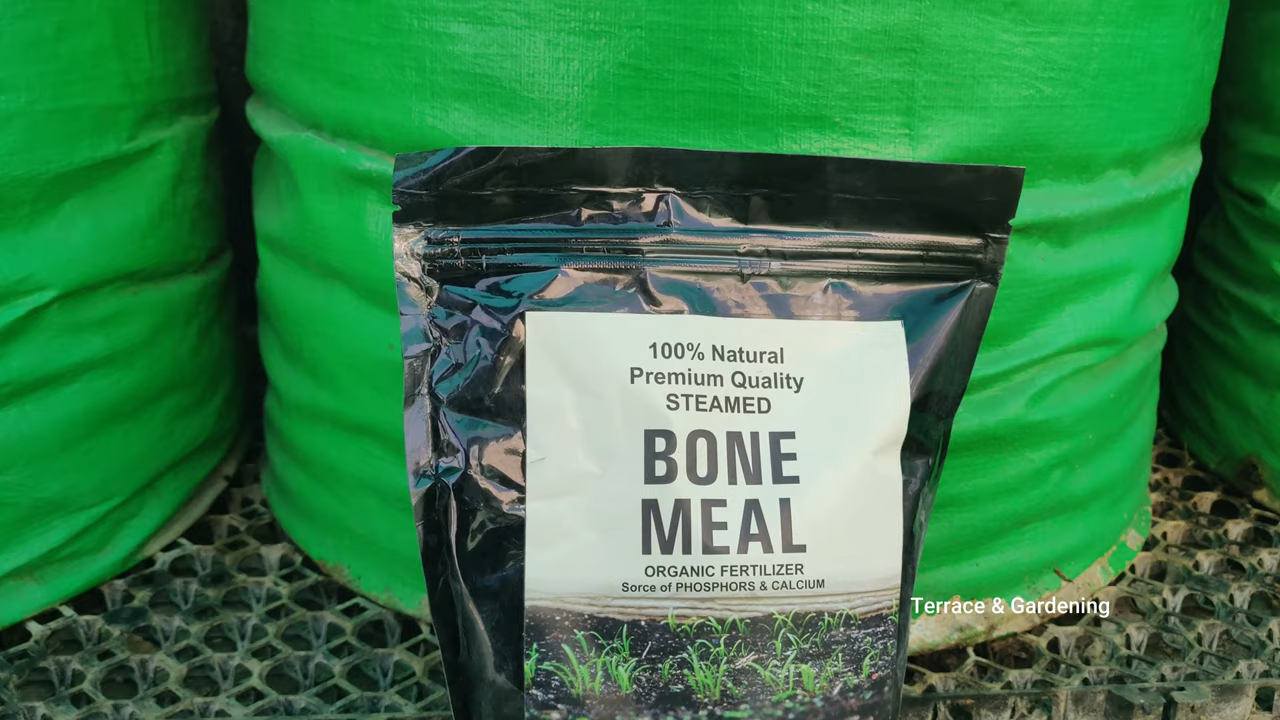 100% Natural
Premium Quality
STEAMED
BONE
MEAL
ORGANIC FERTILIZER
Sorce of PHOSPHORS & CALCIUM
Terrace & Gardening